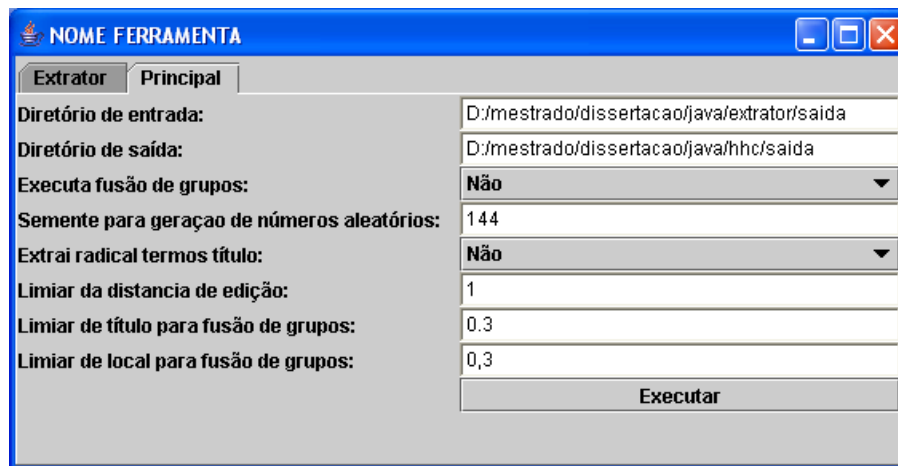 NOME FERRAMENTA
Extrator Principal
Diretório de entrada: D:/mestrado/dissertacao/java/extrator/saida
Diretório de saída: D:/mestrado/dissertacao/java/hhc/saida
Executa fusão de grupos: Não
Semente para geraçao de números aleatórios: 144
Extrai radical termos título: Não
Limiar da distancia de edição: 1
Limiar de título para fusão de grupos: 0.3
Limiar de local para fusão de grupos: 0,3
Executar